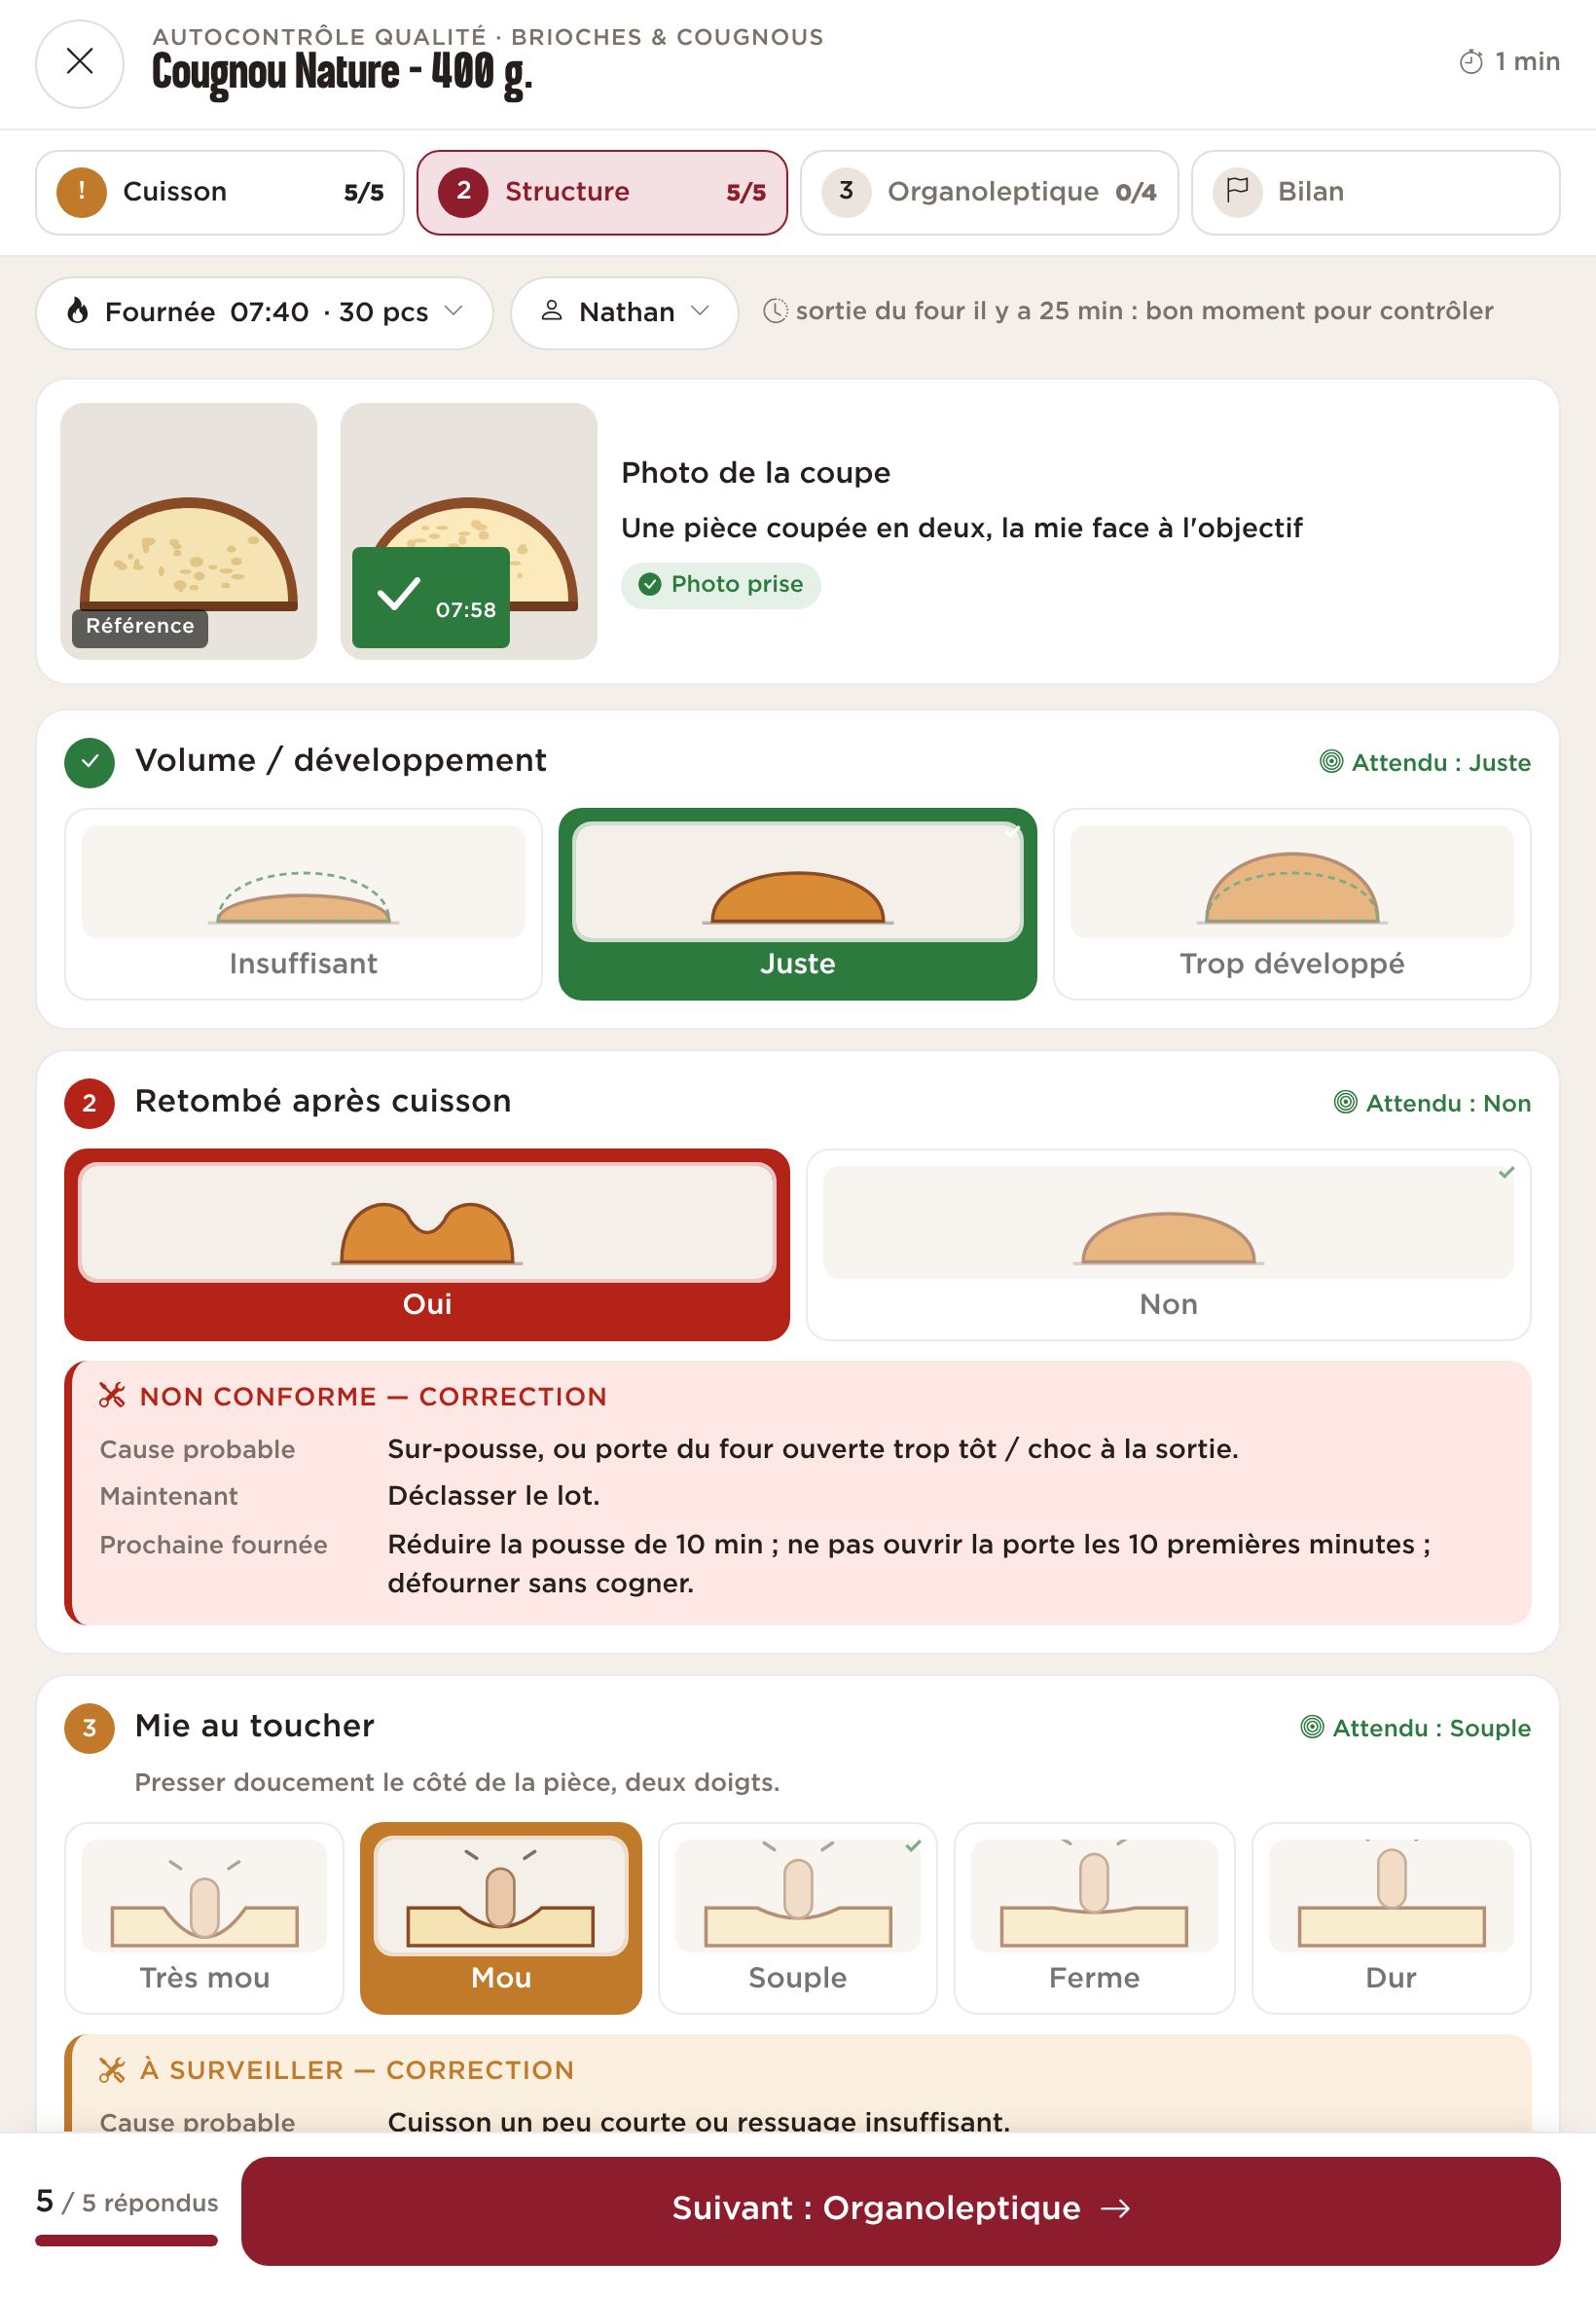 AUTOCONTRÔLE QUALITÉ · BRIOCHES & COUGNOUS
Cougnou Nature - 400 g.
1 min
! Cuisson 5/5
2 Structure 5/5
3 Organoleptique 0/4
Bilan
Fournée 07:40 · 30 pcs
Nathan
sortie du four il y a 25 min : bon moment pour contrôler
Référence
07:58
Photo de la coupe
Une pièce coupée en deux, la mie face à l'objectif
Photo prise
Volume / développement
Attendu : Juste
Insuffisant
Juste
Trop développé
2 Retombé après cuisson
Attendu : Non
Oui
Non
NON CONFORME — CORRECTION
Cause probable Sur-pousse, ou porte du four ouverte trop tôt / choc à la sortie.
Maintenant Déclasser le lot.
Prochaine fournée Réduire la pousse de 10 min ; ne pas ouvrir la porte les 10 premières minutes ;
défourner sans cogner.
3 Mie au toucher
Attendu : Souple
Presser doucement le côté de la pièce, deux doigts.
Très mou
Mou
Souple
Ferme
Dur
À SURVEILLER — CORRECTION
Cause probable Cuisson un peu courte ou ressuage insuffisant.
5 / 5 répondus
Suivant : Organoleptique →